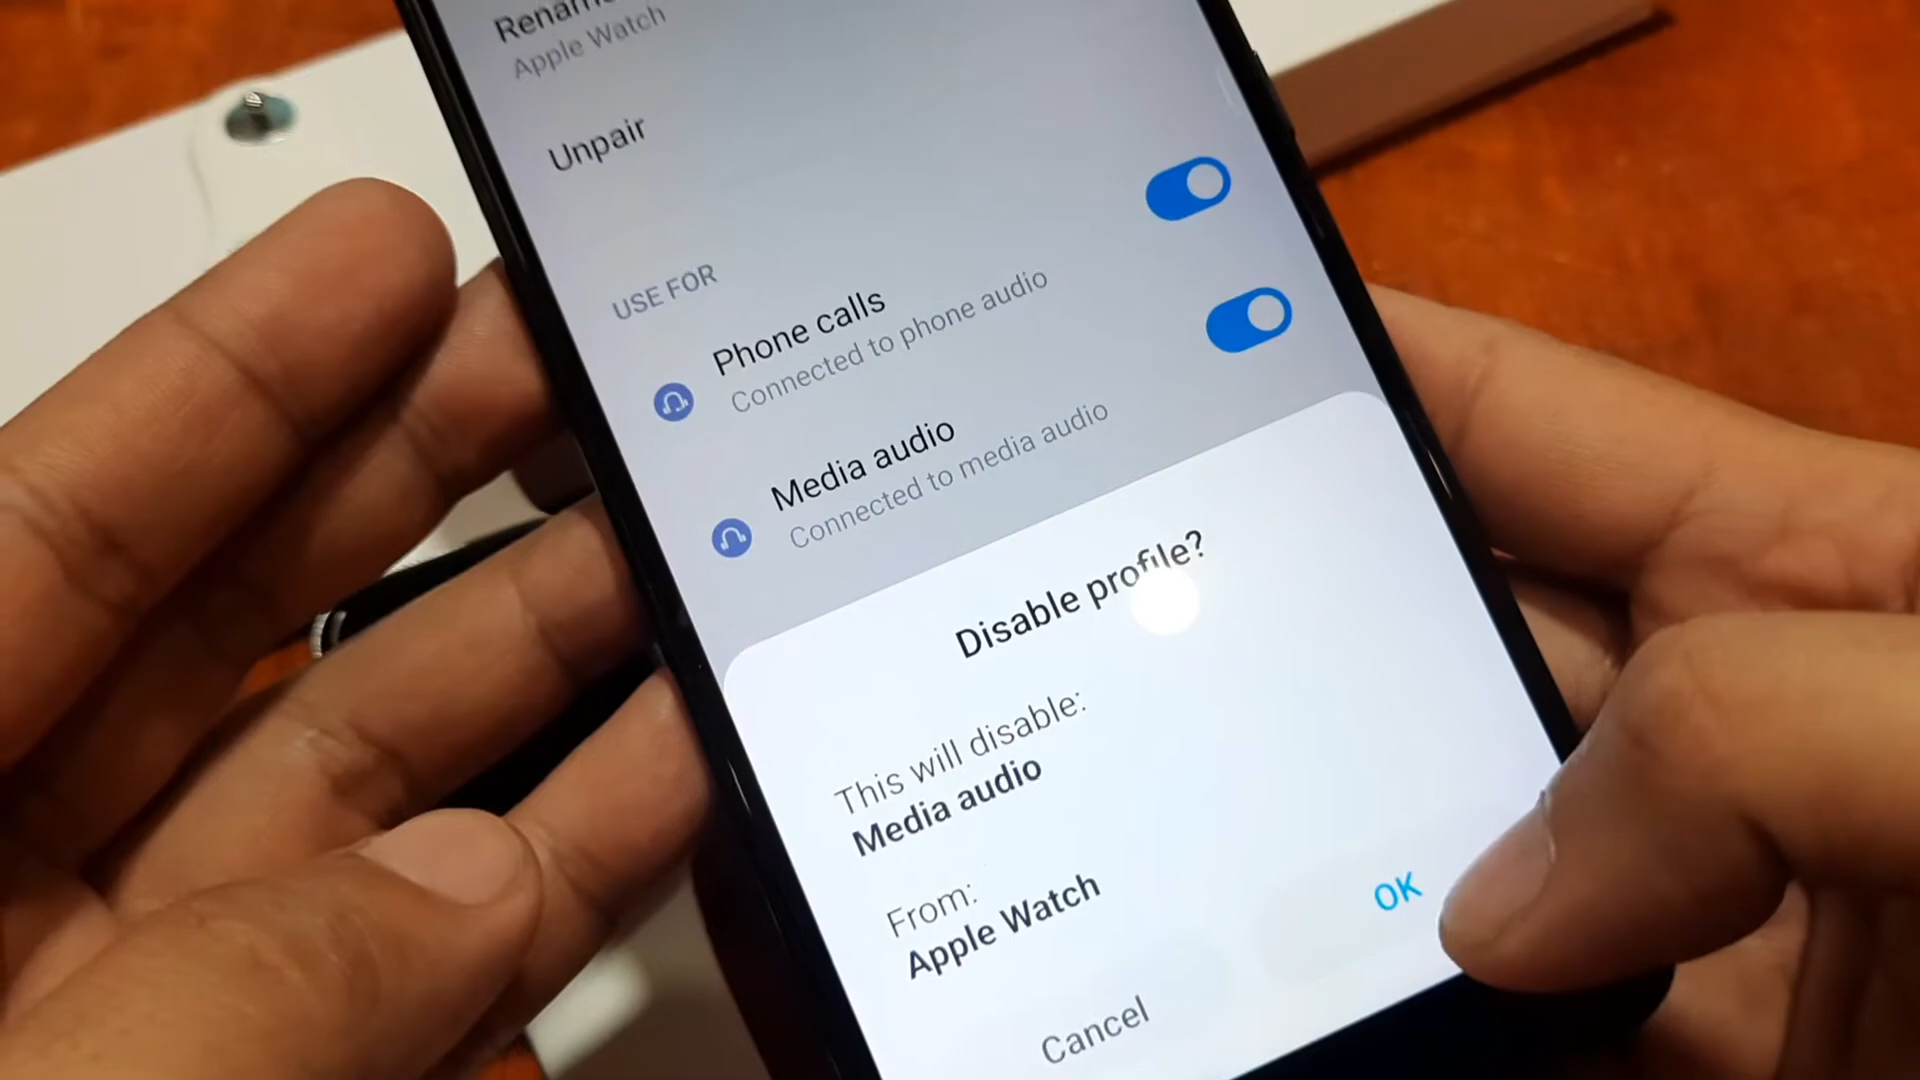 Rename
Apple Watch
Unpair
USE FOR
Phone calls
Connected to phone audio
Media audio
Connected to media audio
Disable profile?
This will disable:
Media audio
From:
Apple Watch
Cancel
OK